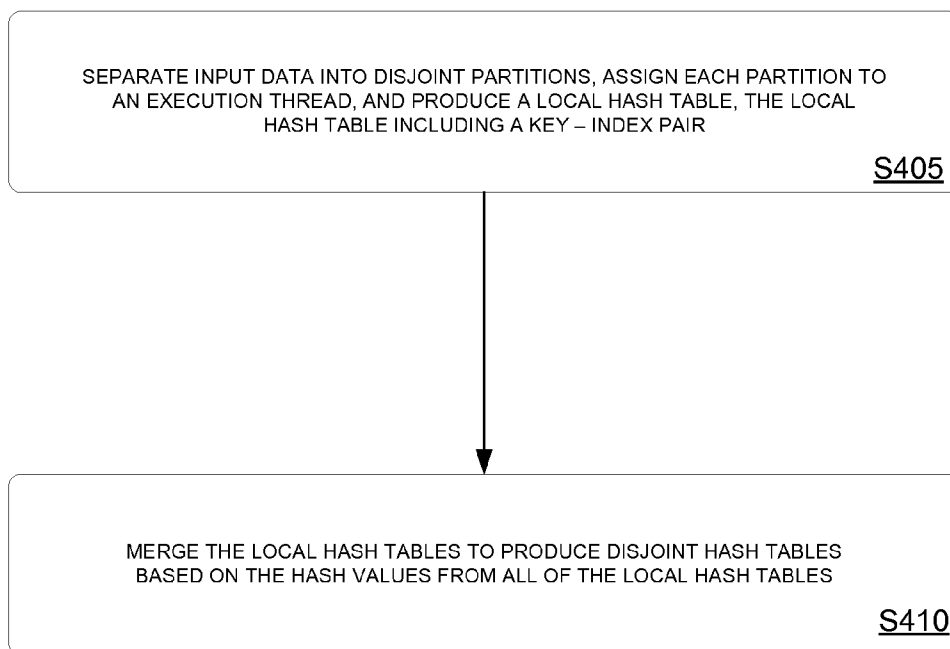 SEPARATE INPUT DATA INTO DISJOINT PARTITIONS, ASSIGN EACH PARTITION TO
AN EXECUTION THREAD, AND PRODUCE A LOCAL HASH TABLE, THE LOCAL
HASH TABLE INCLUDING A KEY – INDEX PAIR
S405
MERGE THE LOCAL HASH TABLES TO PRODUCE DISJOINT HASH TABLES
BASED ON THE HASH VALUES FROM ALL OF THE LOCAL HASH TABLES
S410